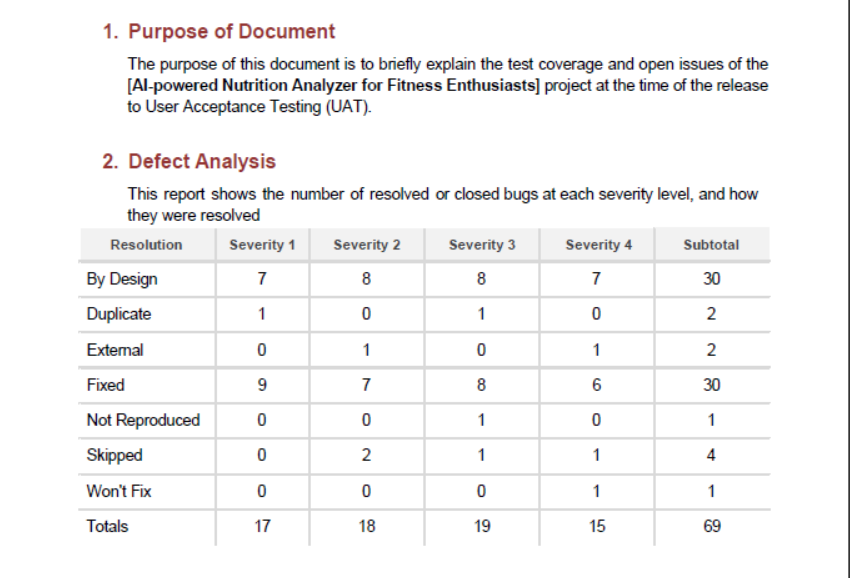 1. Purpose of Document
The purpose of this document is to briefly explain the test coverage and open issues of the
[AI-powered Nutrition Analyzer for Fitness Enthusiasts] project at the time of the release
to User Acceptance Testing (UAT).
2. Defect Analysis
This report shows the number of resolved or closed bugs at each severity level, and how
they were resolved
Resolution Severity 1 Severity 2 Severity 3 Severity 4 Subtotal
By Design 7 8 8 7 30
Duplicate 1 0 1 0 2
External 0 1 0 1 2
Fixed 9 7 8 6 30
Not Reproduced 0 0 1 0 1
Skipped 0 2 1 1 4
Won't Fix 0 0 0 1 1
Totals 17 18 19 15 69